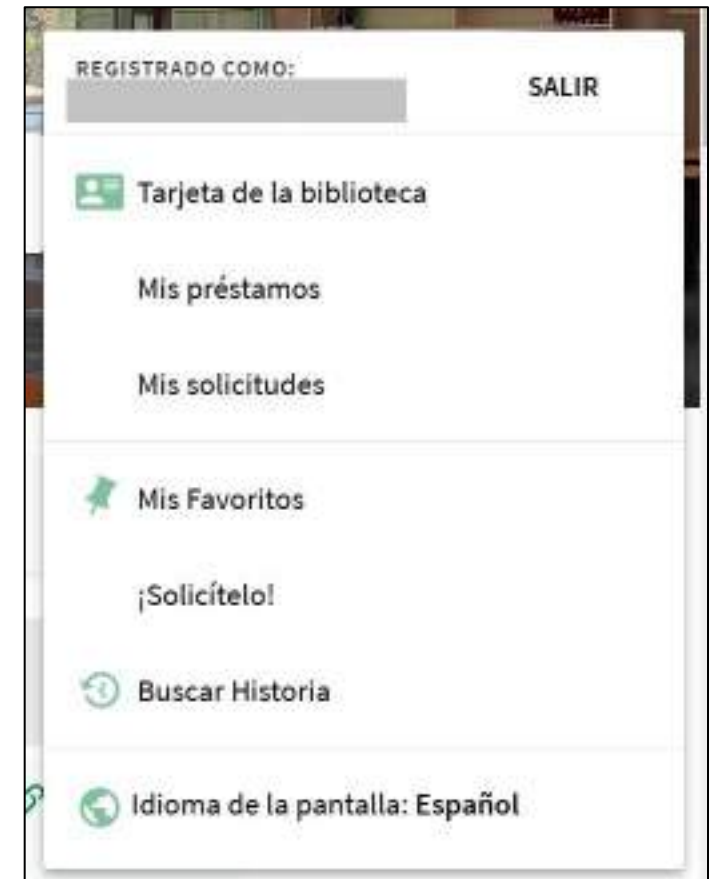 REGISTRADO COMO:
SALIR
Tarjeta de la biblioteca
Mis préstamos
Mis solicitudes
Mis Favoritos
¡Solicítelo!
Buscar Historia
Idioma de la pantalla: Español